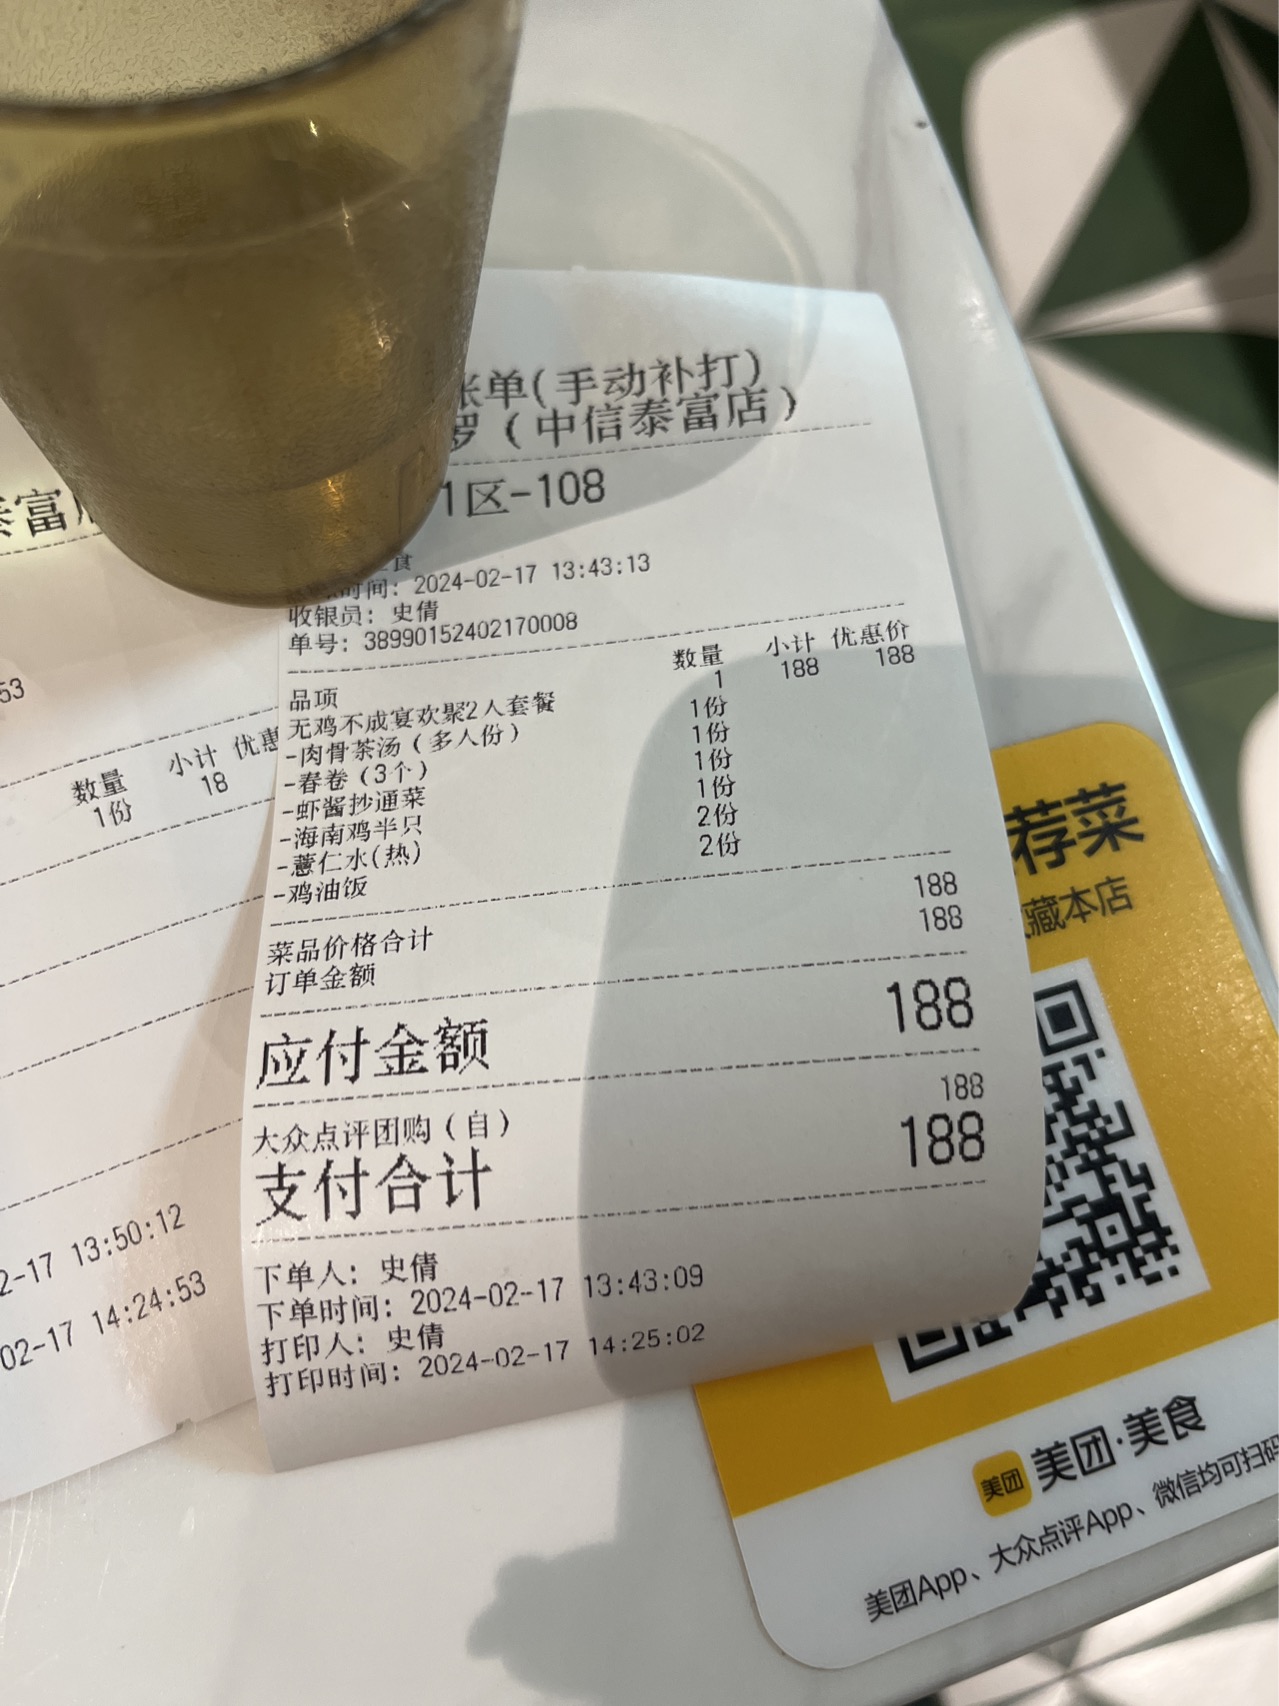 账单(手动补打)
罗（中信泰富店）
1区-108
时间: 2024-02-17 13:43:13
收银员: 史倩
单号: 38990152402170008
品项 数量 小计 优惠价
无鸡不成宴欢聚2人套餐 1 188 188
-肉骨茶汤（多人份） 1份
-春卷（3个） 1份
-虾酱抄通菜 1份
-海南鸡半只 1份
-薏仁水(热) 2份
-鸡油饭 2份
菜品价格合计 188
订单金额 188
应付金额 188
大众点评团购（自） 188
支付合计 188
下单人: 史倩
下单时间: 2024-02-17 13:43:09
打印人: 史倩
打印时间: 2024-02-17 14:25:02
泰富
53
数量 小计 优惠
1份 18
2-17 13:50:12
02-17 14:24:53
荐菜
藏本店
美团 美团·美食
美团App、大众点评App、微信均可扫码